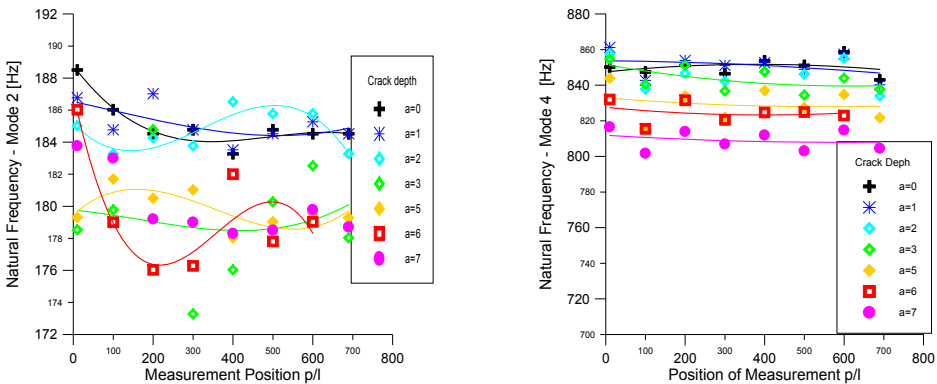 192
190
188
186
184
182
180
178
176
174
172
Natural Frequency - Mode 2 [Hz]
0 100 200 300 400 500 600 700 800
Measurement Position p/l
Crack depth
a=0
a=1
a=2
a=3
a=5
a=6
a=7
880
860
840
820
800
780
760
740
720
700
Natural Frequency - Mode 4 [Hz]
0 100 200 300 400 500 600 700 800
Position of Measurement p/l
Crack Deph
a=0
a=1
a=2
a=3
a=5
a=6
a=7